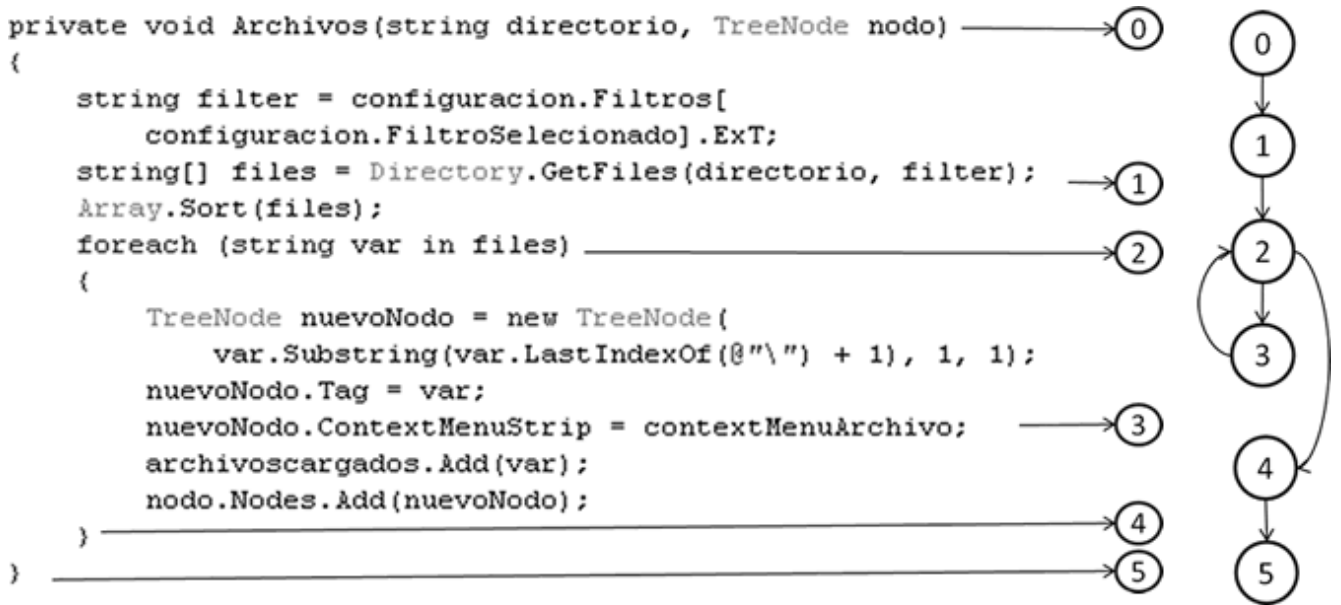 private void Archivos(string directorio, TreeNode nodo) 0
{
string filter = configuracion.Filtros[
configuracion.FiltroSelecionado].ExT;
string[] files = Directory.GetFiles(directorio, filter); 1
Array.Sort(files);
foreach (string var in files) 2
{
TreeNode nuevoNodo = new TreeNode(
var.Substring(var.LastIndexOf(@"\") + 1), 1, 1);
nuevoNodo.Tag = var;
nuevoNodo.ContextMenuStrip = contextMenuArchivo; 3
archivoscargados.Add(var);
nodo.Nodes.Add(nuevoNodo);
} 4
} 5
0
1
2
3
4
5